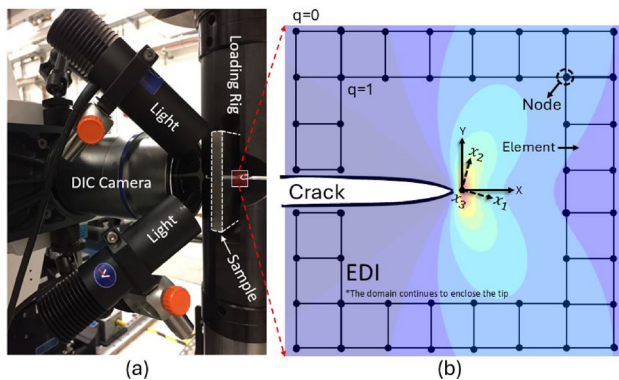 Light
Loading Rig
DIC Camera
Light
Sample
(a)
q=0
q=1
Node
Y
x2
Element
Crack
X
x3
x1
EDI
*The domain continues to enclose the tip
(b)